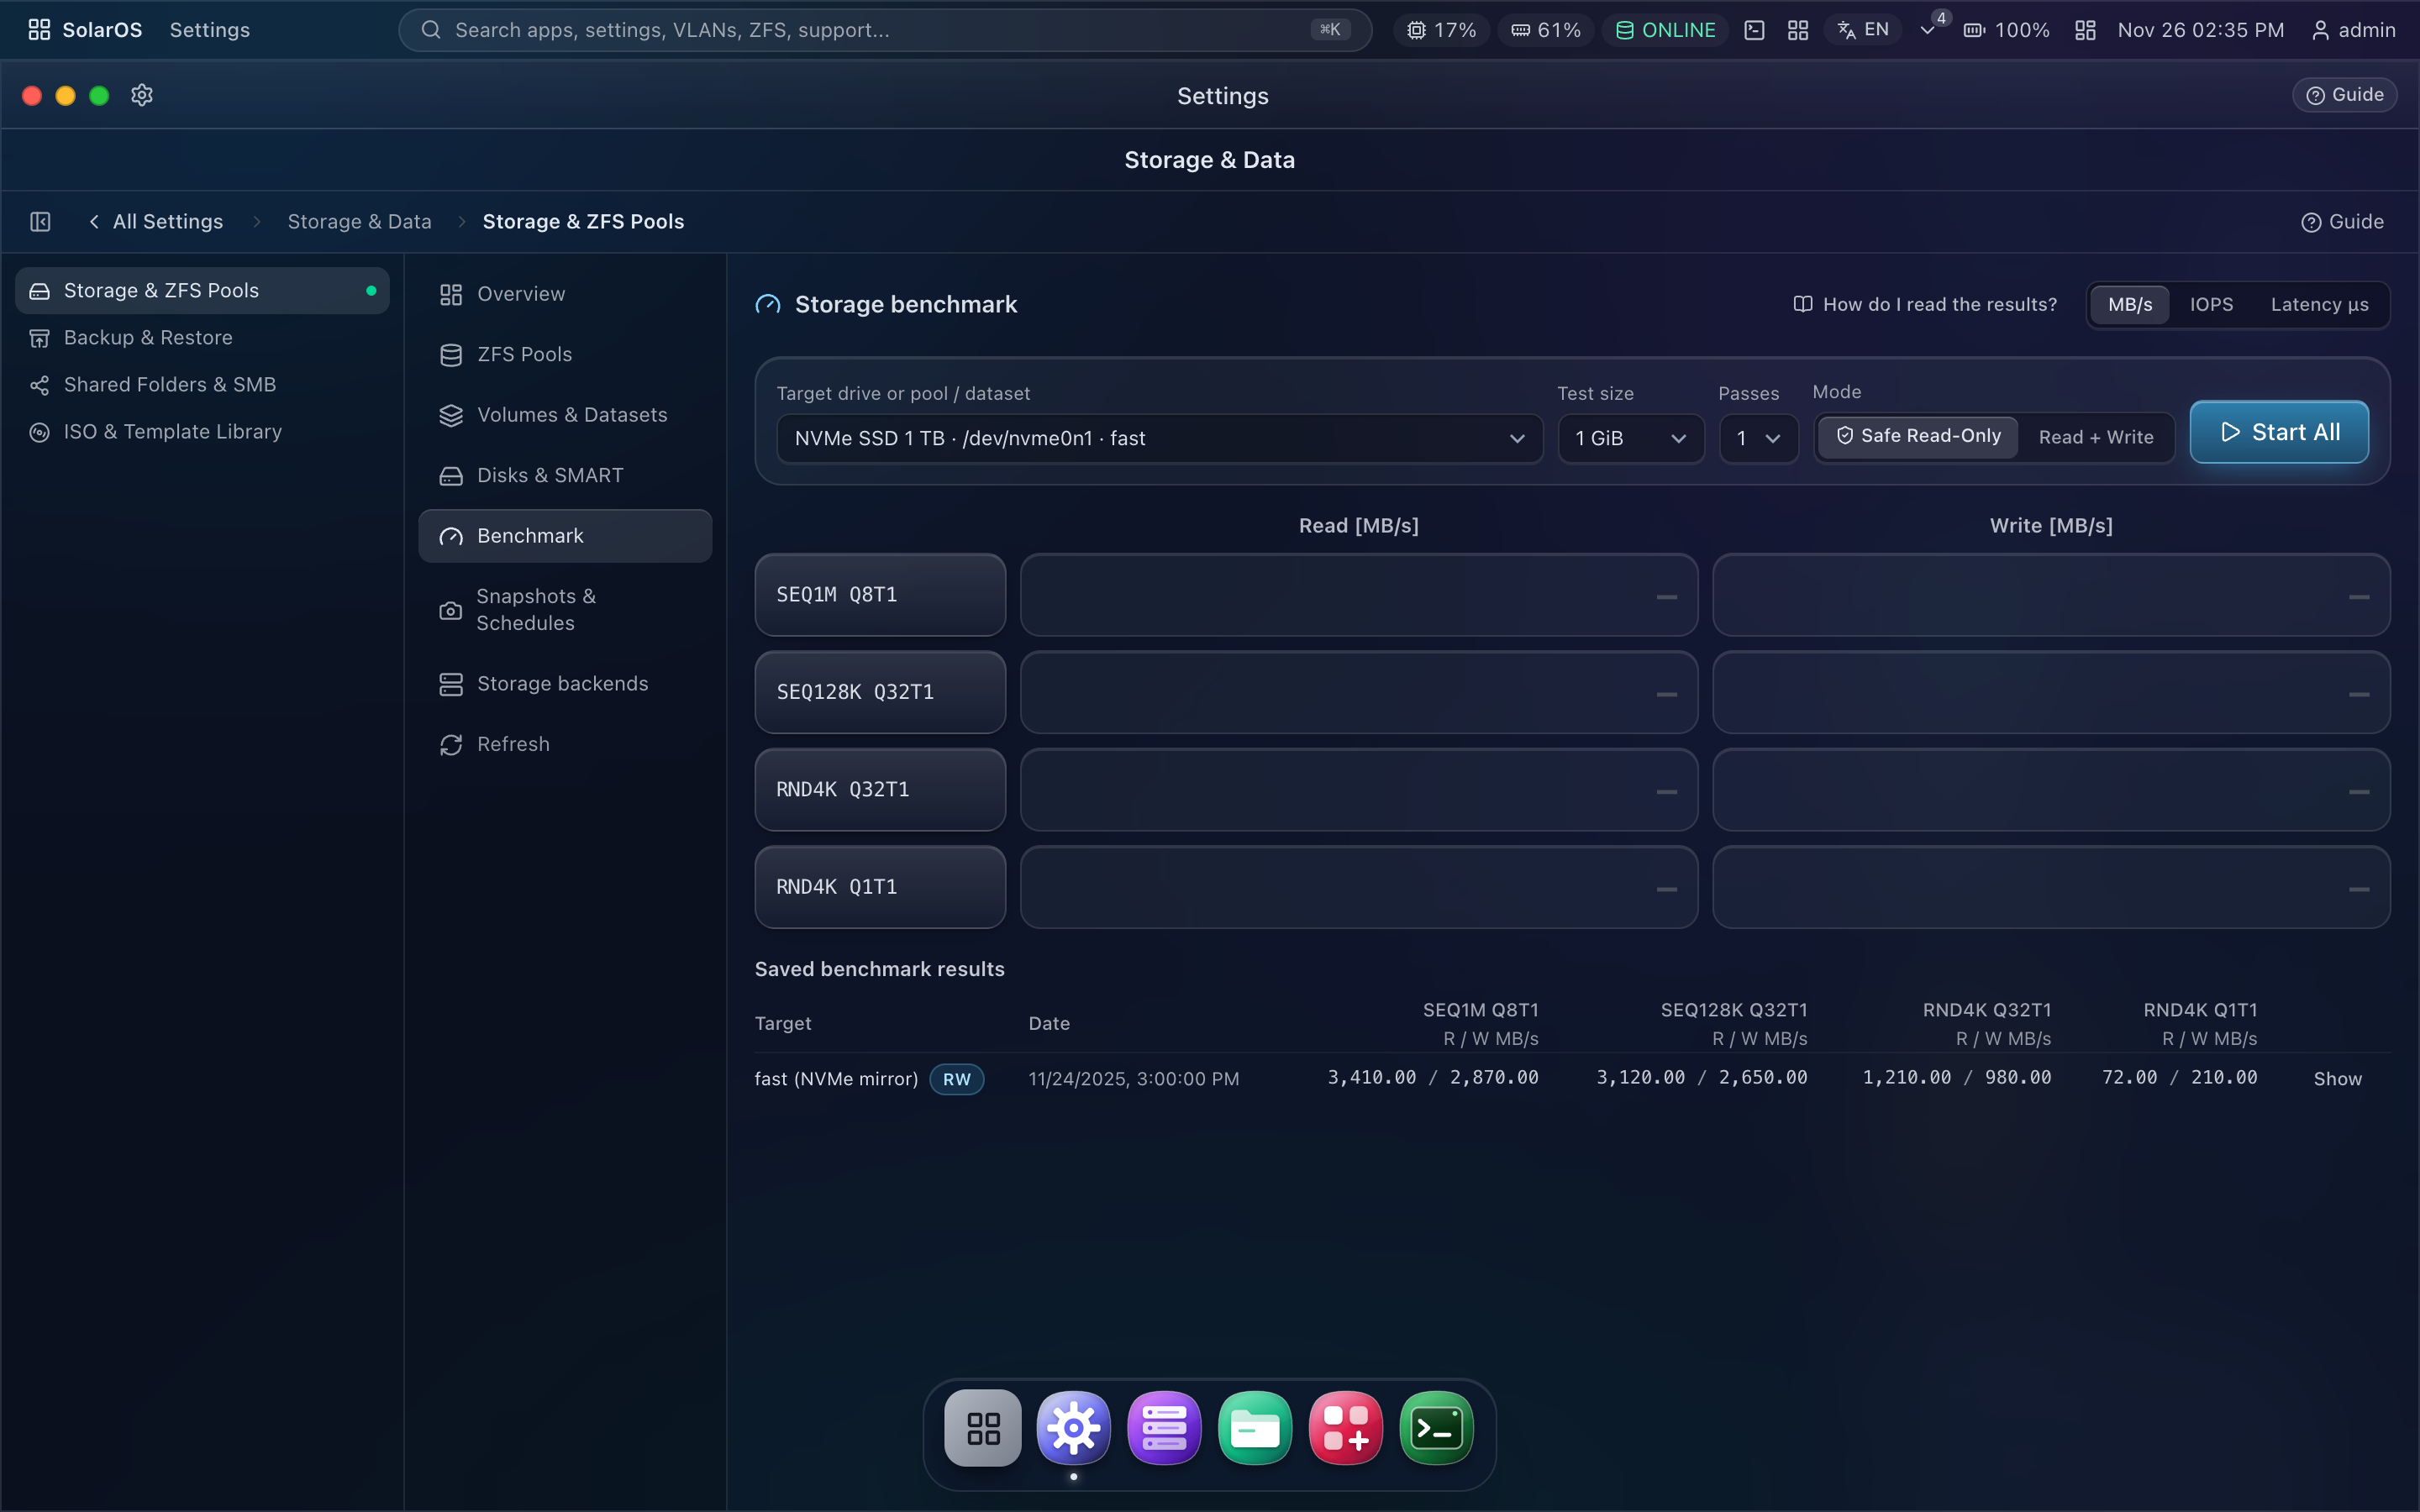 SolarOS Settings Search apps, settings, VLANs, ZFS, support... ⌘K 17% 61% ONLINE EN 4 100% Nov 26 02:35 PM admin
Settings Guide
Storage & Data
All Settings Storage & Data Storage & ZFS Pools Guide
Storage & ZFS Pools
Backup & Restore
Shared Folders & SMB
ISO & Template Library
Overview
ZFS Pools
Volumes & Datasets
Disks & SMART
Benchmark
Snapshots &
Schedules
Storage backends
Refresh
Storage benchmark How do I read the results? MB/s IOPS Latency µs
Target drive or pool / dataset Test size Passes Mode
NVMe SSD 1 TB · /dev/nvme0n1 · fast 1 GiB 1 Safe Read-Only Read + Write Start All
Read [MB/s] Write [MB/s]
SEQ1M Q8T1 — —
SEQ128K Q32T1 — —
RND4K Q32T1 — —
RND4K Q1T1 — —
Saved benchmark results
Target Date SEQ1M Q8T1 SEQ128K Q32T1 RND4K Q32T1 RND4K Q1T1
R / W MB/s R / W MB/s R / W MB/s R / W MB/s
fast (NVMe mirror) RW 11/24/2025, 3:00:00 PM 3,410.00 / 2,870.00 3,120.00 / 2,650.00 1,210.00 / 980.00 72.00 / 210.00 Show